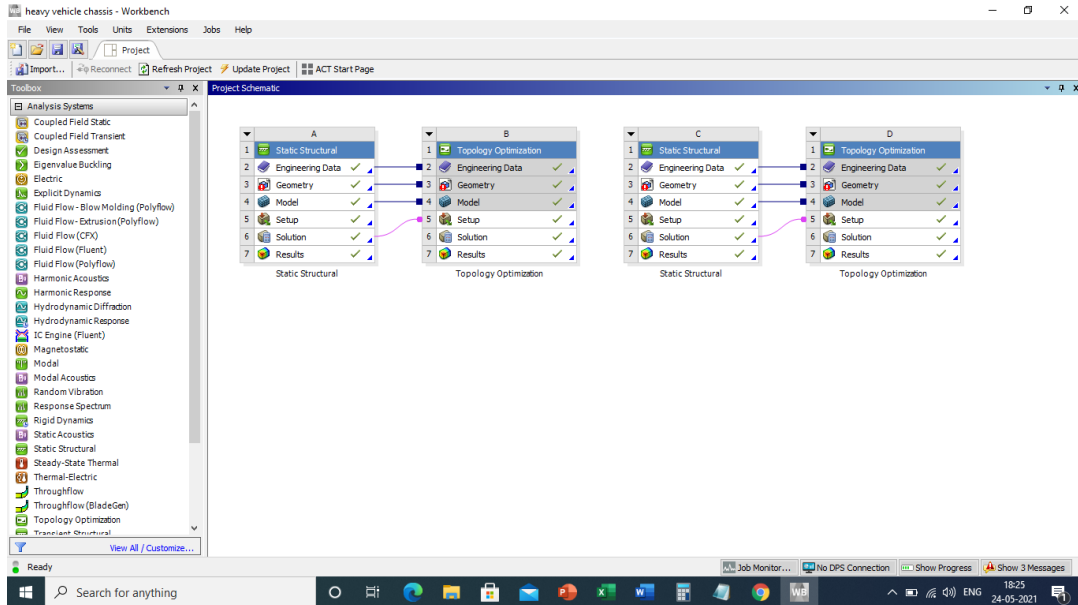 heavy vehicle chassis - Workbench
File View Tools Units Extensions Jobs Help
Project
Import... Reconnect Refresh Project Update Project ACT Start Page
Toolbox
Project Schematic
Analysis Systems
Coupled Field Static
Coupled Field Transient
Design Assessment
Eigenvalue Buckling
Electric
Explicit Dynamics
Fluid Flow - Blow Molding (Polyflow)
Fluid Flow - Extrusion (Polyflow)
Fluid Flow (CFX)
Fluid Flow (Fluent)
Fluid Flow (Polyflow)
Harmonic Acoustics
Harmonic Response
Hydrodynamic Diffraction
Hydrodynamic Response
IC Engine (Fluent)
Magnetostatic
Modal
Modal Acoustics
Random Vibration
Response Spectrum
Rigid Dynamics
Static Acoustics
Static Structural
Steady-State Thermal
Thermal-Electric
Throughflow
Throughflow (BladeGen)
Topology Optimization
Transient Structural
View All / Customize...
A
1 Static Structural
2 Engineering Data
3 Geometry
4 Model
5 Setup
6 Solution
7 Results
Static Structural
B
1 Topology Optimization
2 Engineering Data
3 Geometry
4 Model
5 Setup
6 Solution
7 Results
Topology Optimization
C
1 Static Structural
2 Engineering Data
3 Geometry
4 Model
5 Setup
6 Solution
7 Results
Static Structural
D
1 Topology Optimization
2 Engineering Data
3 Geometry
4 Model
5 Setup
6 Solution
7 Results
Topology Optimization
Ready
Job Monitor... No DPS Connection Show Progress Show 3 Messages
Search for anything
WB
ENG
18:25
24-05-2021